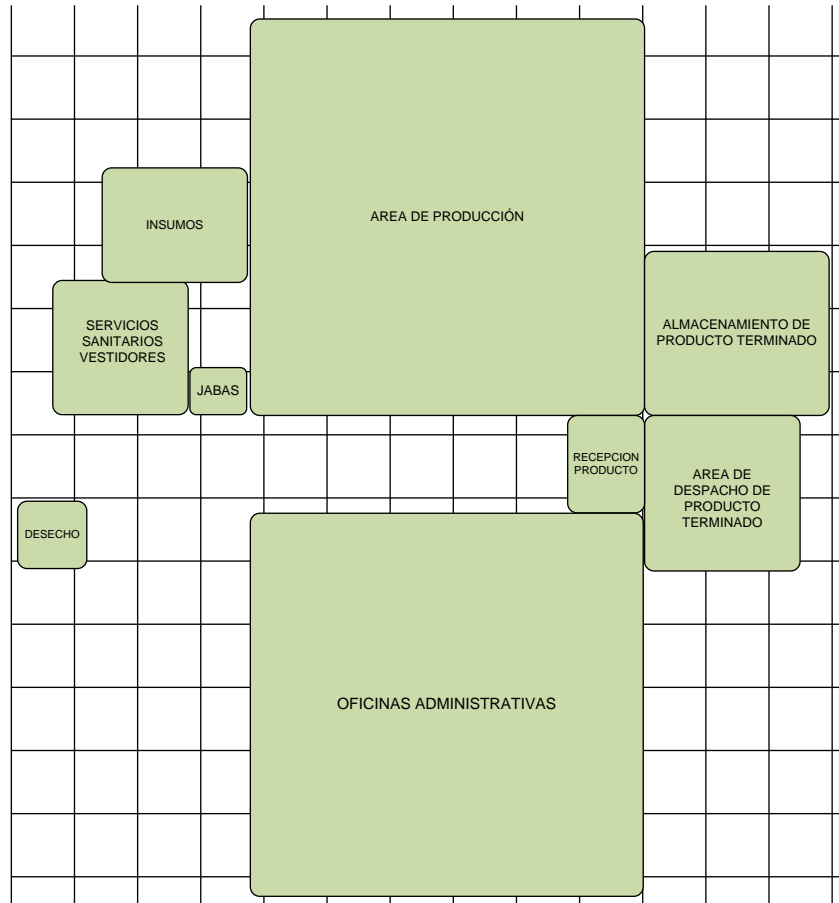 AREA DE PRODUCCIÓN
INSUMOS
SERVICIOS
SANITARIOS
VESTIDORES
JABAS
ALMACENAMIENTO DE
PRODUCTO TERMINADO
RECEPCION
PRODUCTO
AREA DE
DESPACHO DE
PRODUCTO
TERMINADO
DESECHO
OFICINAS ADMINISTRATIVAS